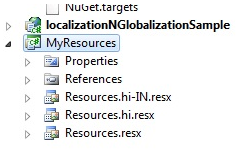 NuGet.targets
localizationNGlobalizationSample
MyResources
Properties
References
Resources.hi-IN.resx
Resources.hi.resx
Resources.resx